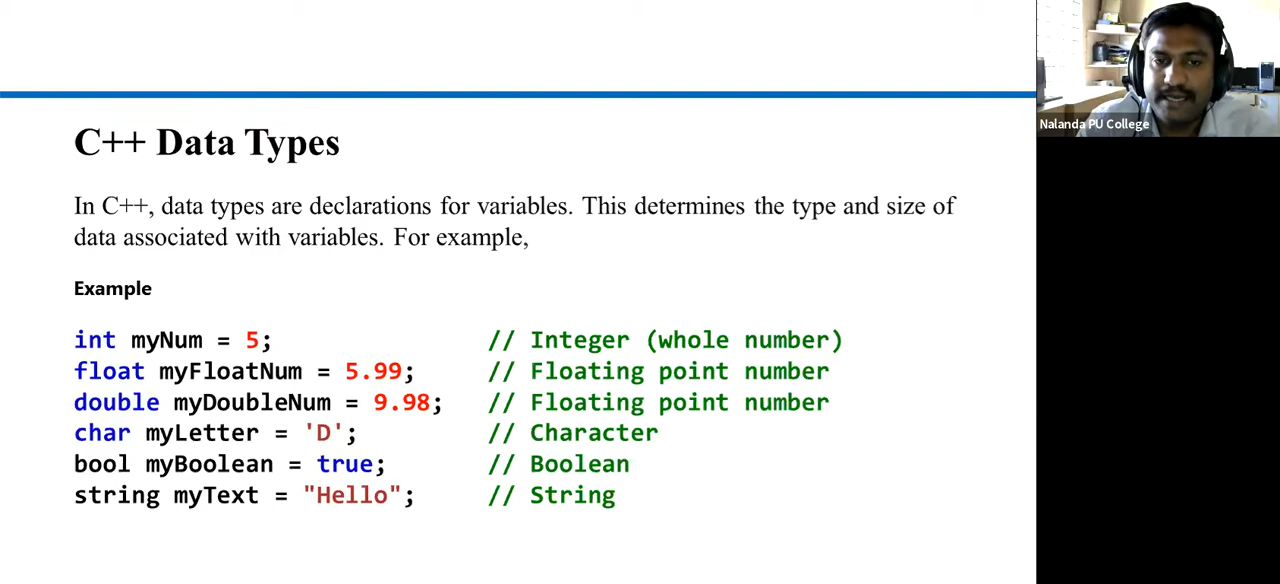 C++ Data Types
In C++, data types are declarations for variables. This determines the type and size of
data associated with variables. For example,
Example
int myNum = 5; // Integer (whole number)
float myFloatNum = 5.99; // Floating point number
double myDoubleNum = 9.98; // Floating point number
char myLetter = 'D'; // Character
bool myBoolean = true; // Boolean
string myText = "Hello"; // String
Nalanda PU College